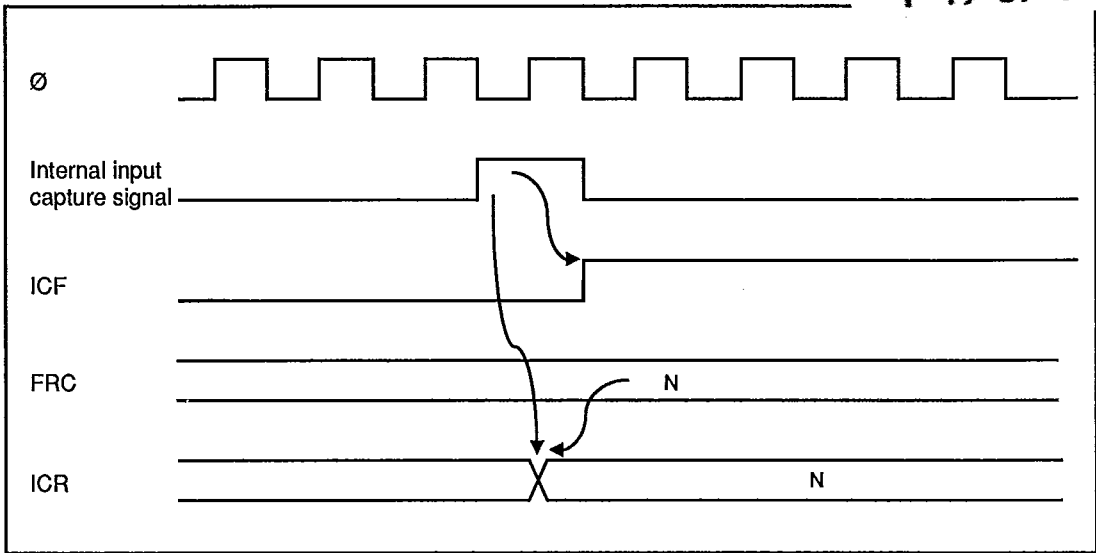 Ø
Internal input
capture signal
ICF
FRC
N
ICR
N